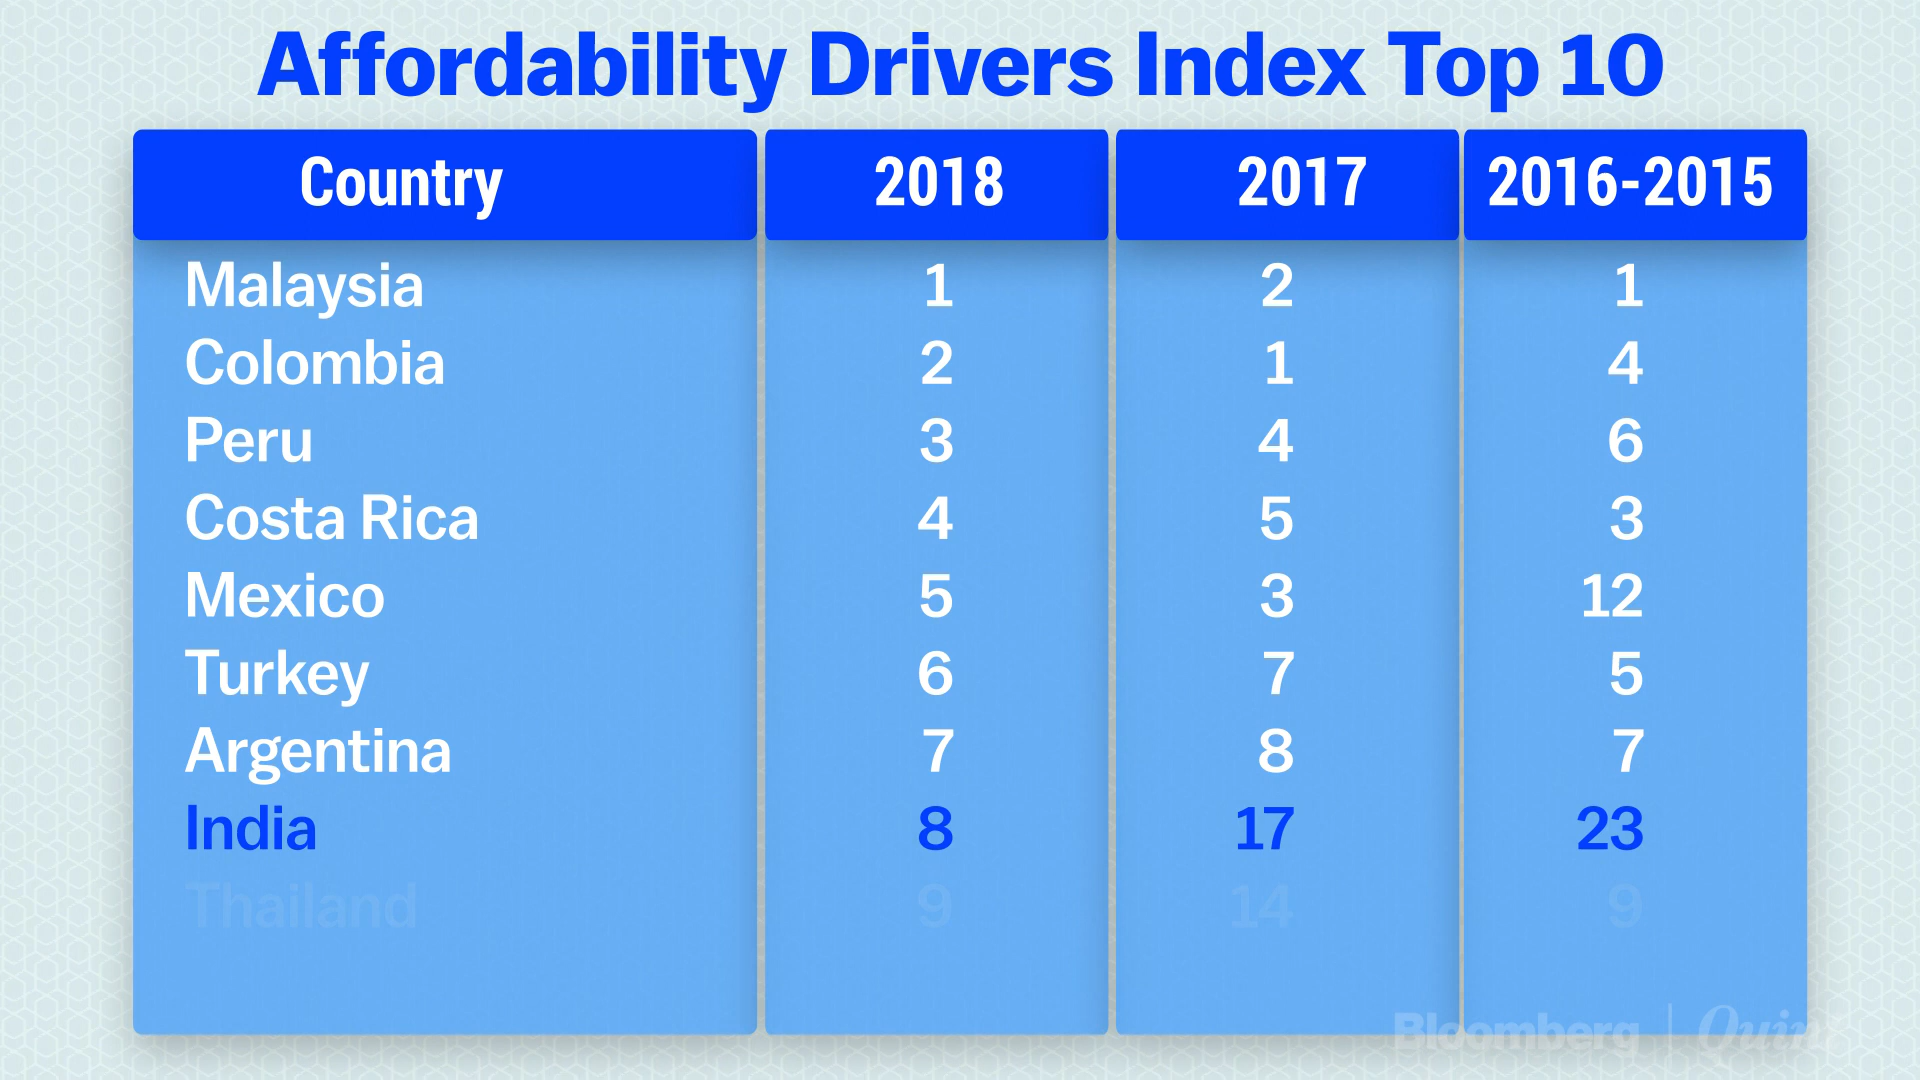 Affordability Drivers Index Top 10
Country 2018 2017 2016-2015
Malaysia 1 2 1
Colombia 2 1 4
Peru 3 4 6
Costa Rica 4 5 3
Mexico 5 3 12
Turkey 6 7 5
Argentina 7 8 7
India 8 17 23
Thailand 9 14 9
Bloomberg | Quint